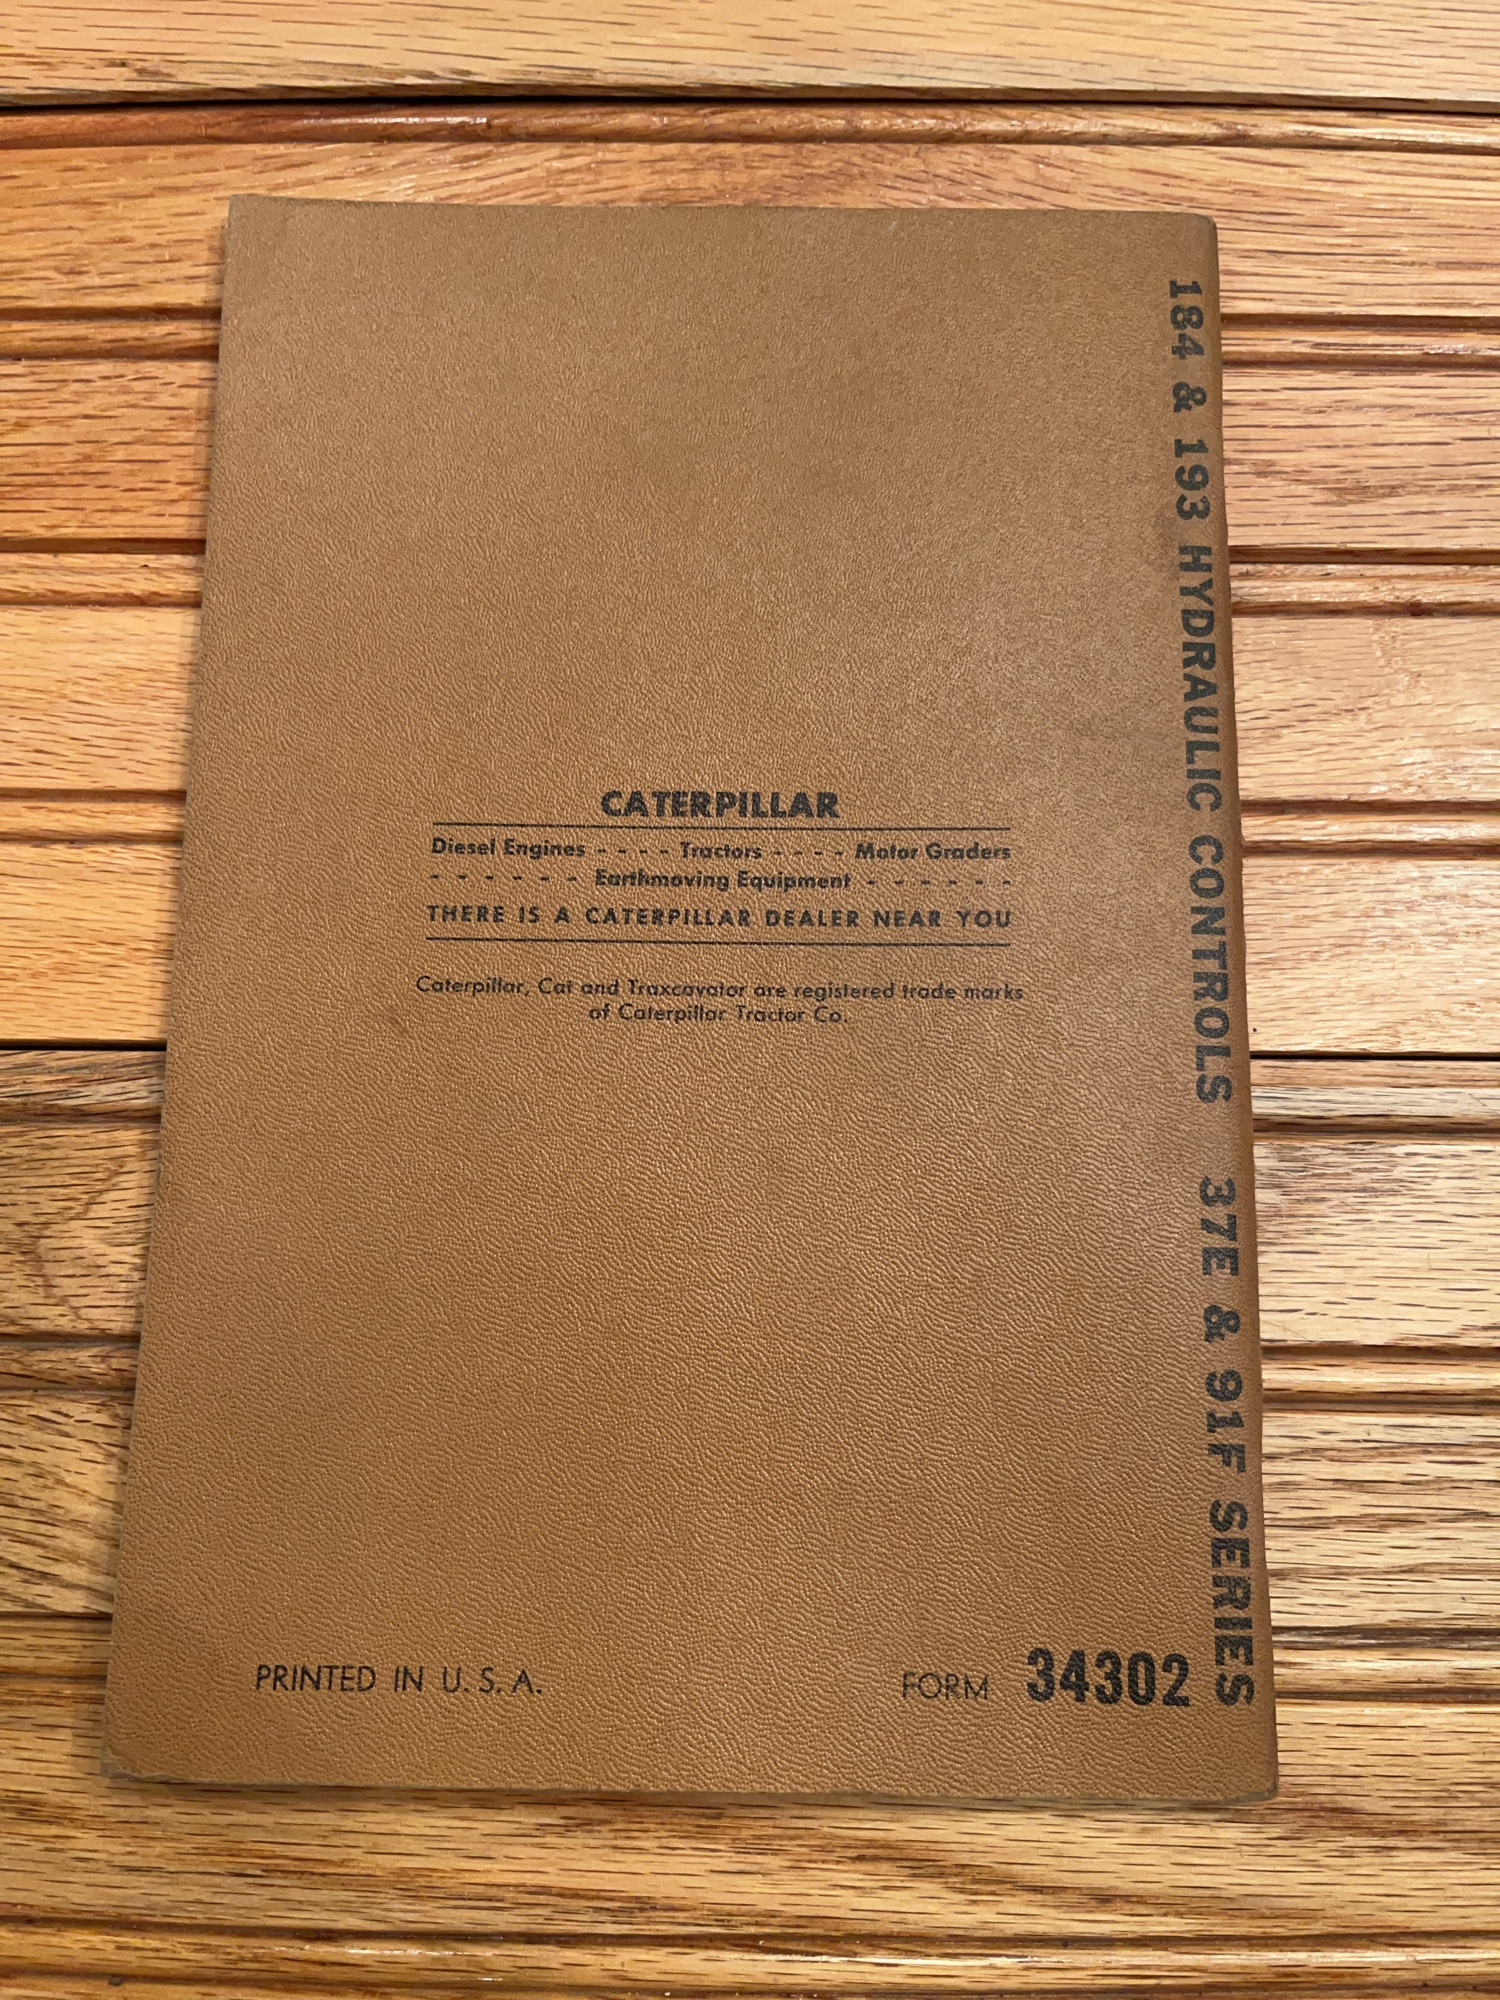 CATERPILLAR
Diesel Engines - - - - Tractors - - - - Motor Graders
- - - - - - Earthmoving Equipment - - - - - -
THERE IS A CATERPILLAR DEALER NEAR YOU
Caterpillar, Cat and Traxcavator are registered trade marks
of Caterpillar Tractor Co.
PRINTED IN U. S. A.
FORM 34302
184 & 193 HYDRAULIC CONTROLS 37E & 91F SERIES